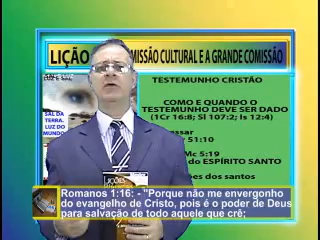 LIÇÃO
MISSÃO CULTURAL E A GRANDE COMISSÃO
TESTEMUNHO CRISTÃO
COMO E QUANDO O
TESTEMUNHO DEVE SER DADO
(1Cr 16:8; Sl 107:2; Is 12:4)
SAL DA
TERRA.
LUZ DO
MUNDO
51:10
Mc 5:19
do ESPÍRITO SANTO
dos santos
LIÇÕES
Romanos 1:16: - "Porque não me envergonho
do evangelho de Cristo, pois é o poder de Deus
para salvação de todo aquele que crê;